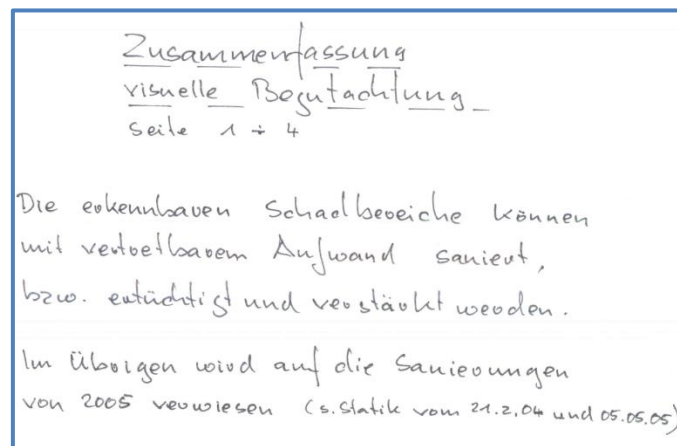 Zusammenfassung
visuelle Begutachtung
Seite 1 ÷ 4
Die erkennbaren Schadbereiche können
mit vertretbarem Aufwand saniert,
bzw. ertüchtigt und verstärkt werden.
Im Übrigen wird auf die Sanierungen
von 2005 verwiesen (s. Statik vom 21.2.04 und 05.05.05)